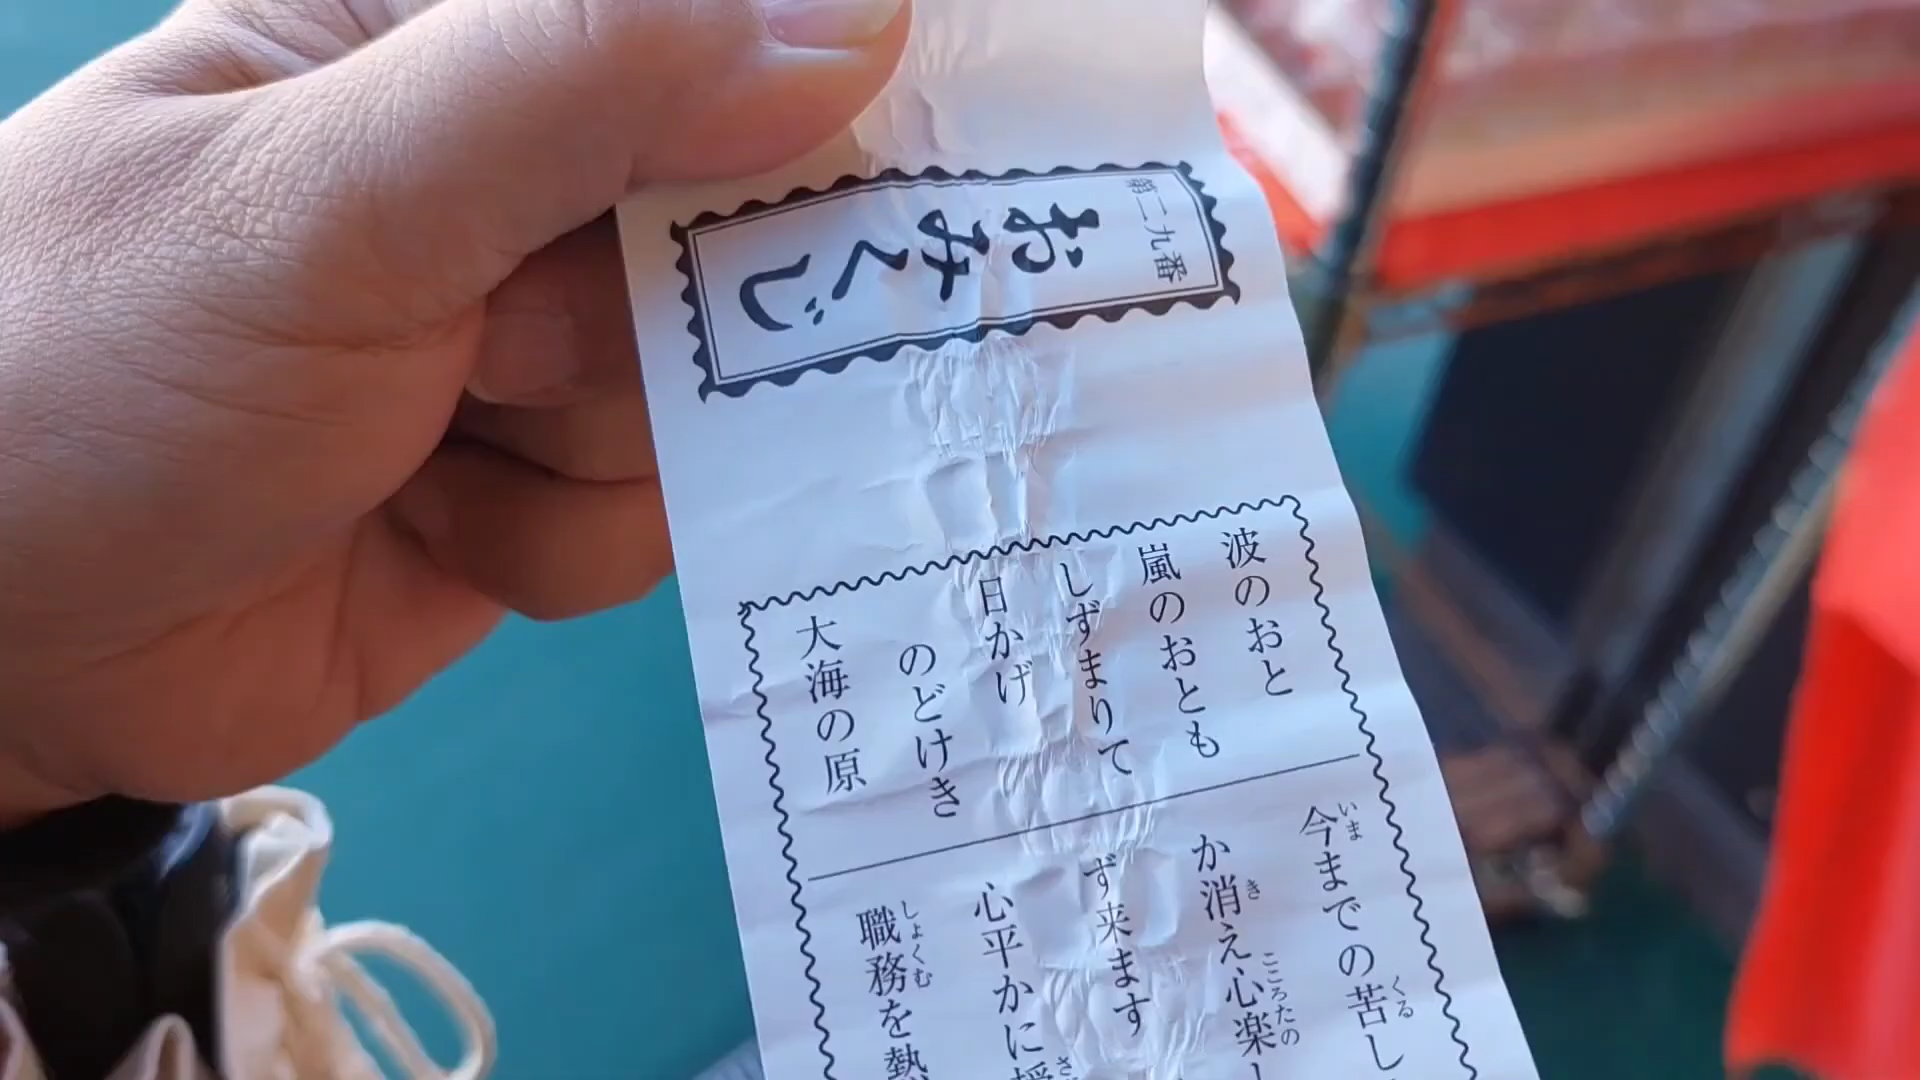 第二九番
おみくじ
波のおと
嵐のおとも
しずまりて
日かげ
のどけき
大海の原
今までの苦し
か消え心楽し
ず来ます
心平かに
職務を熱